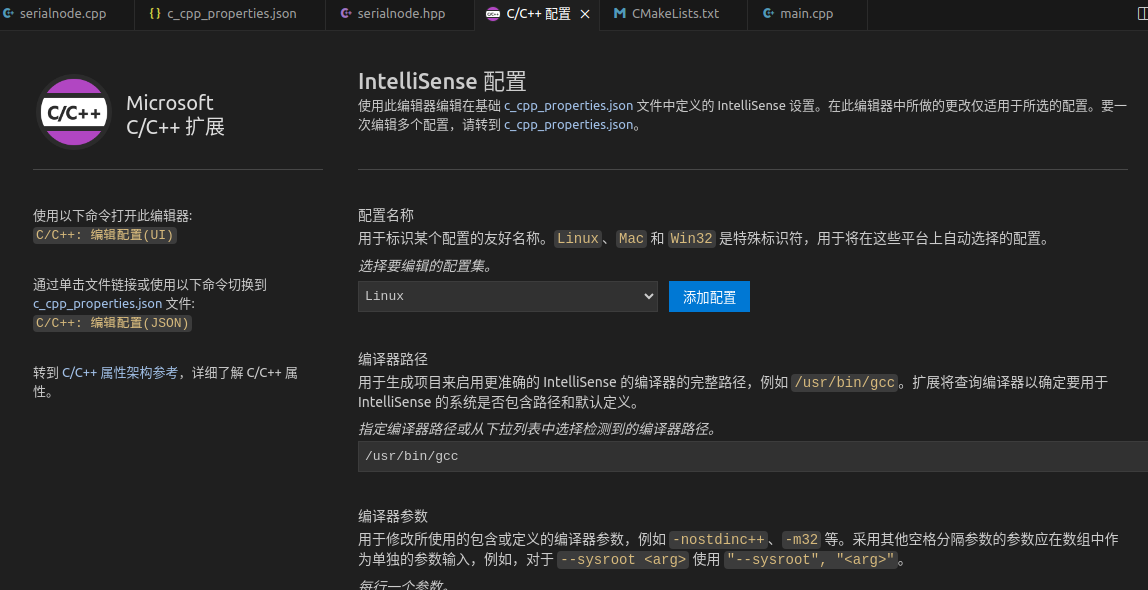 serialnode.cpp
{} c_cpp_properties.json
serialnode.hpp
C/C++ 配置
CMakeLists.txt
main.cpp
C/C++
Microsoft
C/C++ 扩展
使用以下命令打开此编辑器:
C/C++: 编辑配置(UI)
通过单击文件链接或使用以下命令切换到
c_cpp_properties.json 文件:
C/C++: 编辑配置(JSON)
转到 C/C++ 属性架构参考，详细了解 C/C++ 属
性。
IntelliSense 配置
使用此编辑器编辑在基础 c_cpp_properties.json 文件中定义的 IntelliSense 设置。在此编辑器中所做的更改仅适用于所选的配置。要一
次编辑多个配置，请转到 c_cpp_properties.json。
配置名称
用于标识某个配置的友好名称。Linux、Mac 和 Win32 是特殊标识符，用于将在这些平台上自动选择的配置。
选择要编辑的配置集。
Linux
添加配置
编译器路径
用于生成项目来启用更准确的 IntelliSense 的编译器的完整路径，例如 /usr/bin/gcc。扩展将查询编译器以确定要用于
IntelliSense 的系统是否包含路径和默认定义。
指定编译器路径或从下拉列表中选择检测到的编译器路径。
/usr/bin/gcc
编译器参数
用于修改所使用的包含或定义的编译器参数，例如 -nostdinc++、-m32 等。采用其他空格分隔参数的参数应在数组中作
为单独的参数输入，例如，对于 --sysroot <arg> 使用 "--sysroot", "<arg>"。
每行一个参数。